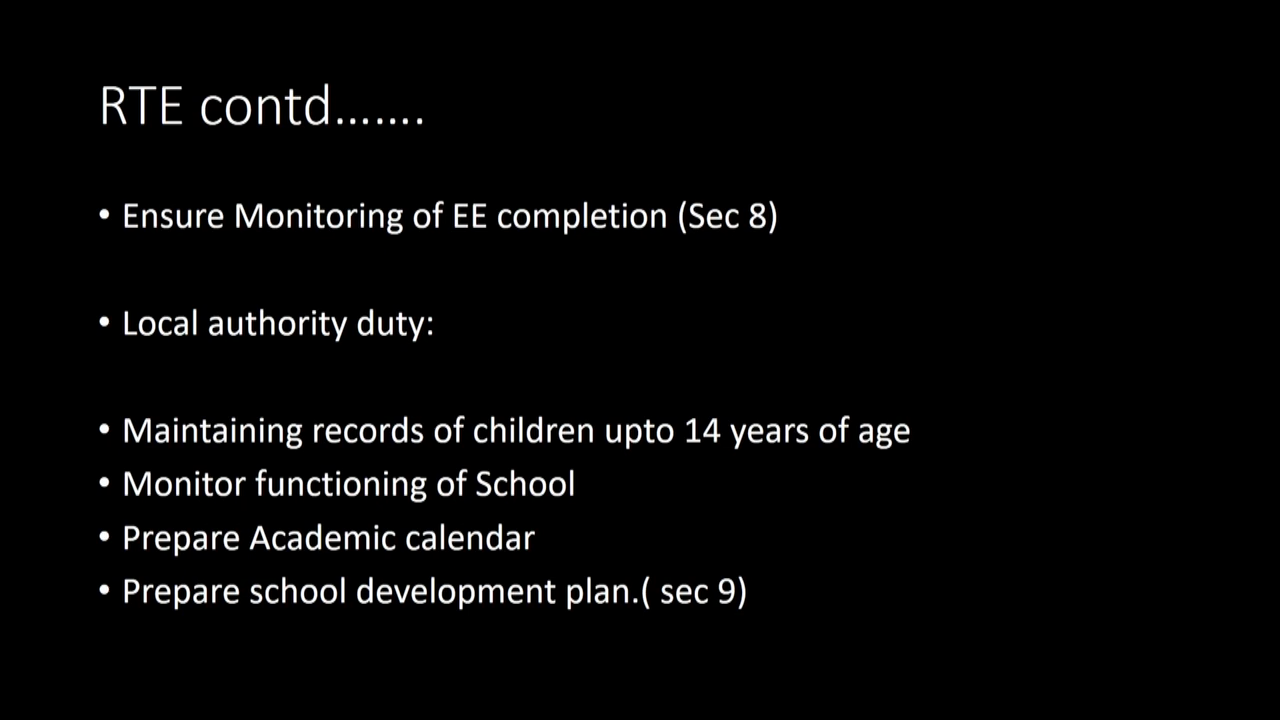 RTE contd.......
• Ensure Monitoring of EE completion (Sec 8)
• Local authority duty:
• Maintaining records of children upto 14 years of age
• Monitor functioning of School
• Prepare Academic calendar
• Prepare school development plan.( sec 9)